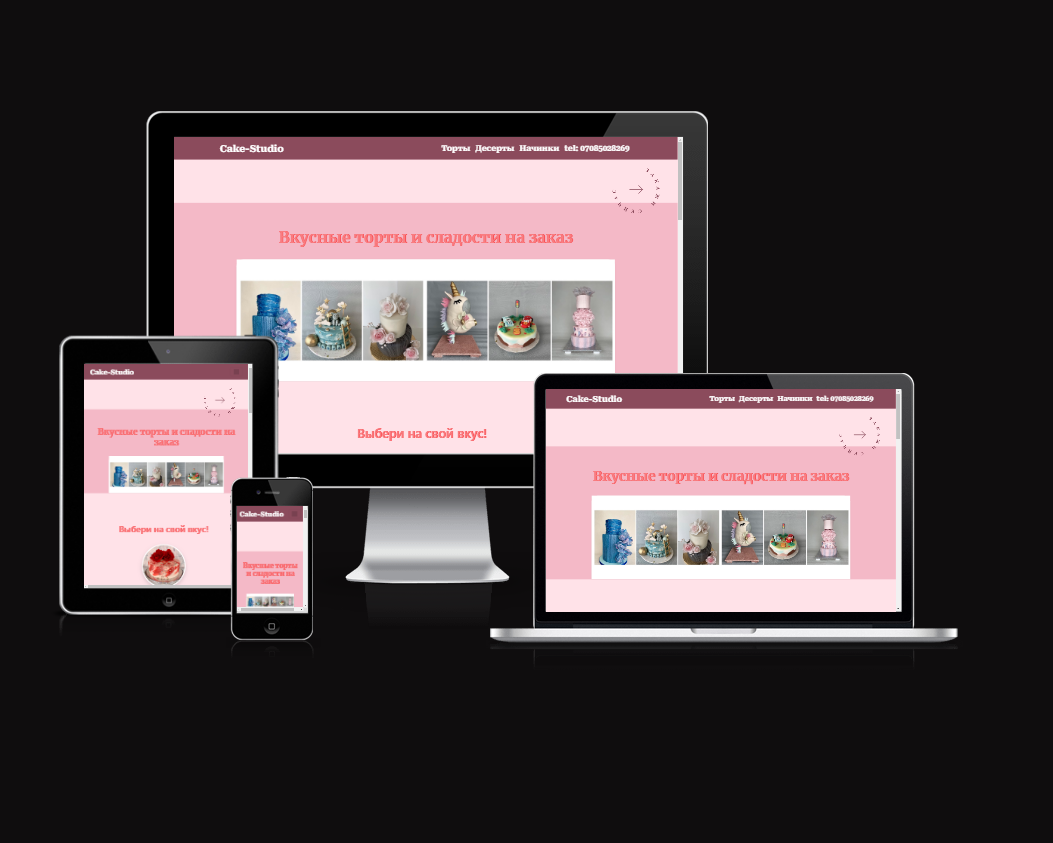 Cake-Studio
Торты Десерты Начинки tel: 07085028269
Вкусные торты и сладости на заказ
Выбери на свой вкус!
Cake-Studio
Вкусные торты и сладости на
заказ
Выбери на свой вкус!
Cake-Studio
Вкусные торты
и сладости на
заказ
Cake-Studio
Торты Десерты Начинки tel: 07085028269
Вкусные торты и сладости на заказ